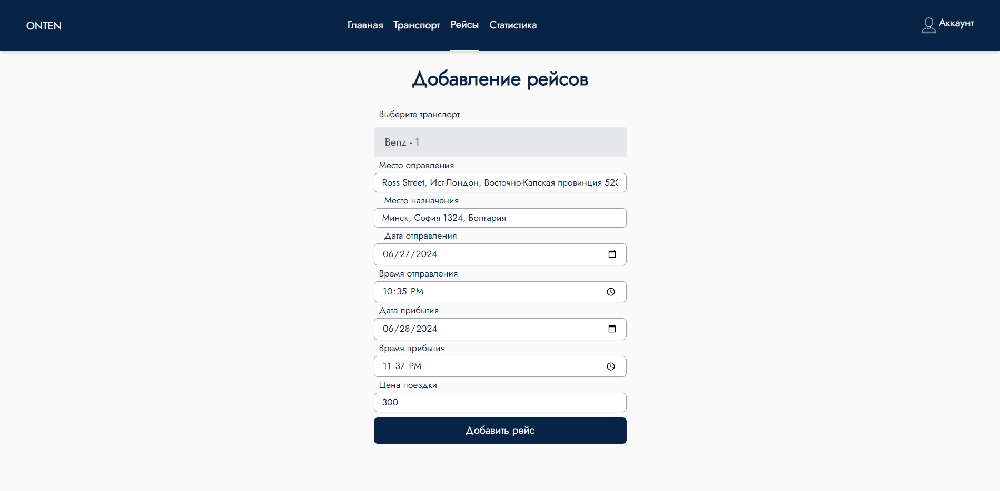 ONTEN
Главная Транспорт Рейсы Статистика
Аккаунт
Добавление рейсов
Выберите транспорт
Benz - 1
Место оправления
Ross Street, Ист-Лондон, Восточно-Капская провинция 520
Место назначения
Минск, София 1324, Болгария
Дата отправления
06/27/2024
Время отправления
10:35 PM
Дата прибытия
06/28/2024
Время прибытия
11:37 PM
Цена поездки
300
Добавить рейс